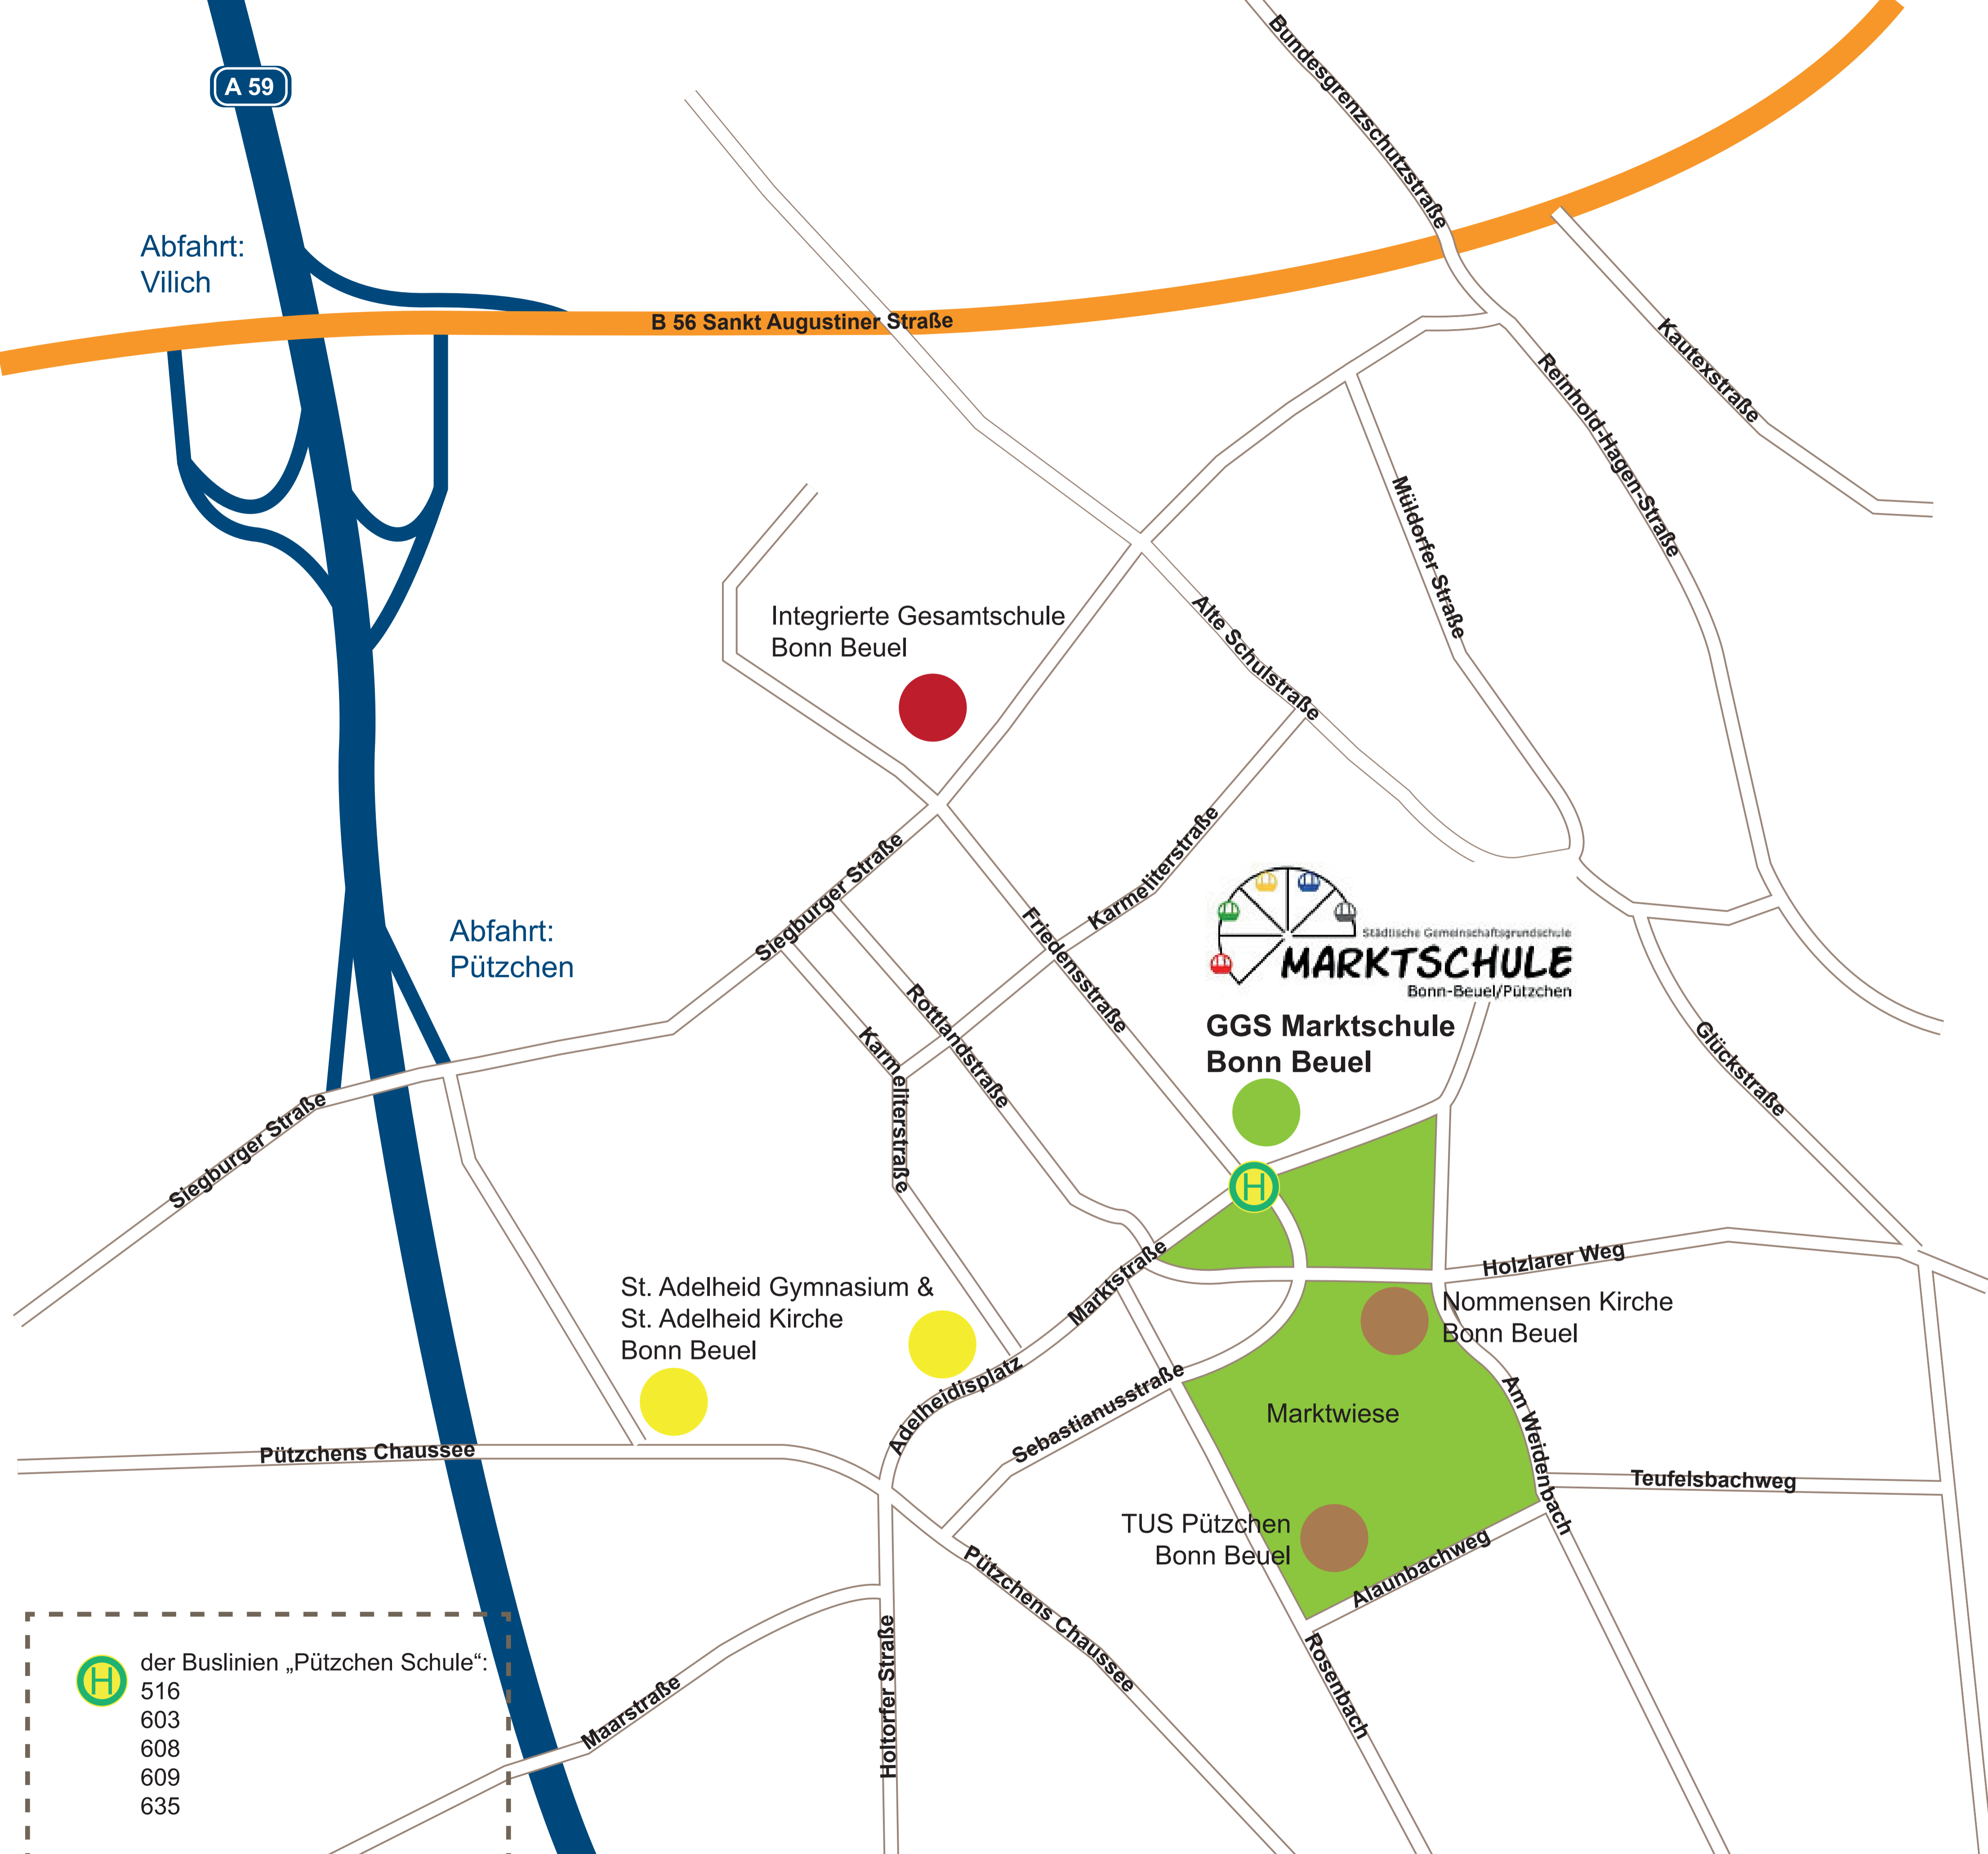 Bundesgrenzschutzstraße
A 59
Abfahrt:
Vilich
B 56 Sankt Augustiner Straße
Kautexstraße
Reinhold-Hagen-Straße
Müldorfer Straße
Integrierte Gesamtschule
Bonn Beuel
Alte Schulstraße
Siegburger Straße
Karmeliterstraße
Friedensstraße
Städtische Gemeinschaftsgrundschule
MARKTSCHULE
Bonn-Beuel/Pützchen
GGS Marktschule
Bonn Beuel
Abfahrt:
Pützchen
Rottlandstraße
Karmeliterstraße
Glückstraße
Siegburger Straße
H
Marktstraße
Holzlarer Weg
St. Adelheid Gymnasium &
St. Adelheid Kirche
Bonn Beuel
Nommensen Kirche
Bonn Beuel
Adelheidisplatz
Sebastianusstraße
Marktwiese
Am Weidenbach
Pützchens Chaussee
Teufelsbachweg
TUS Pützchen
Bonn Beuel
Alaunbachweg
Pützchens Chaussee
Rosenbach
Holtorfer Straße
Maarstraße
H
der Buslinien „Pützchen Schule“:
516
603
608
609
635